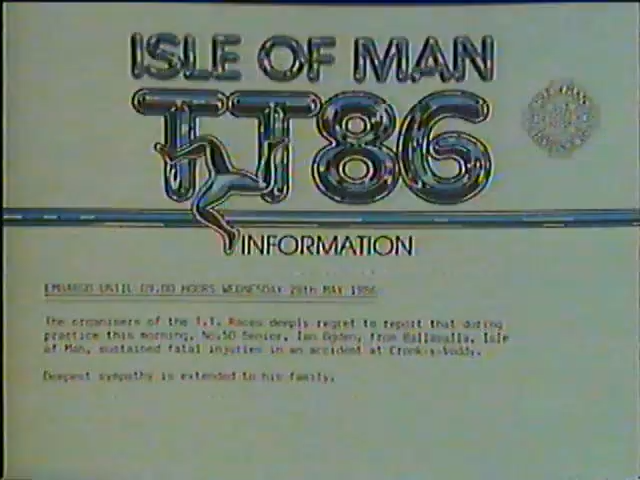 ISLE OF MAN
TT86
INFORMATION
EMBARGO UNTIL 09.00 HOURS WEDNESDAY 28th MAY 1986
The organisers of the T.T. Races deeply regret to report that during
practice this morning, No.50 Senior, Ian Ogden, from Ballasalla, Isle
of Man, sustained fatal injuries in an accident at Cronk-y-Voddy.
Deepest sympathy is extended to his family.